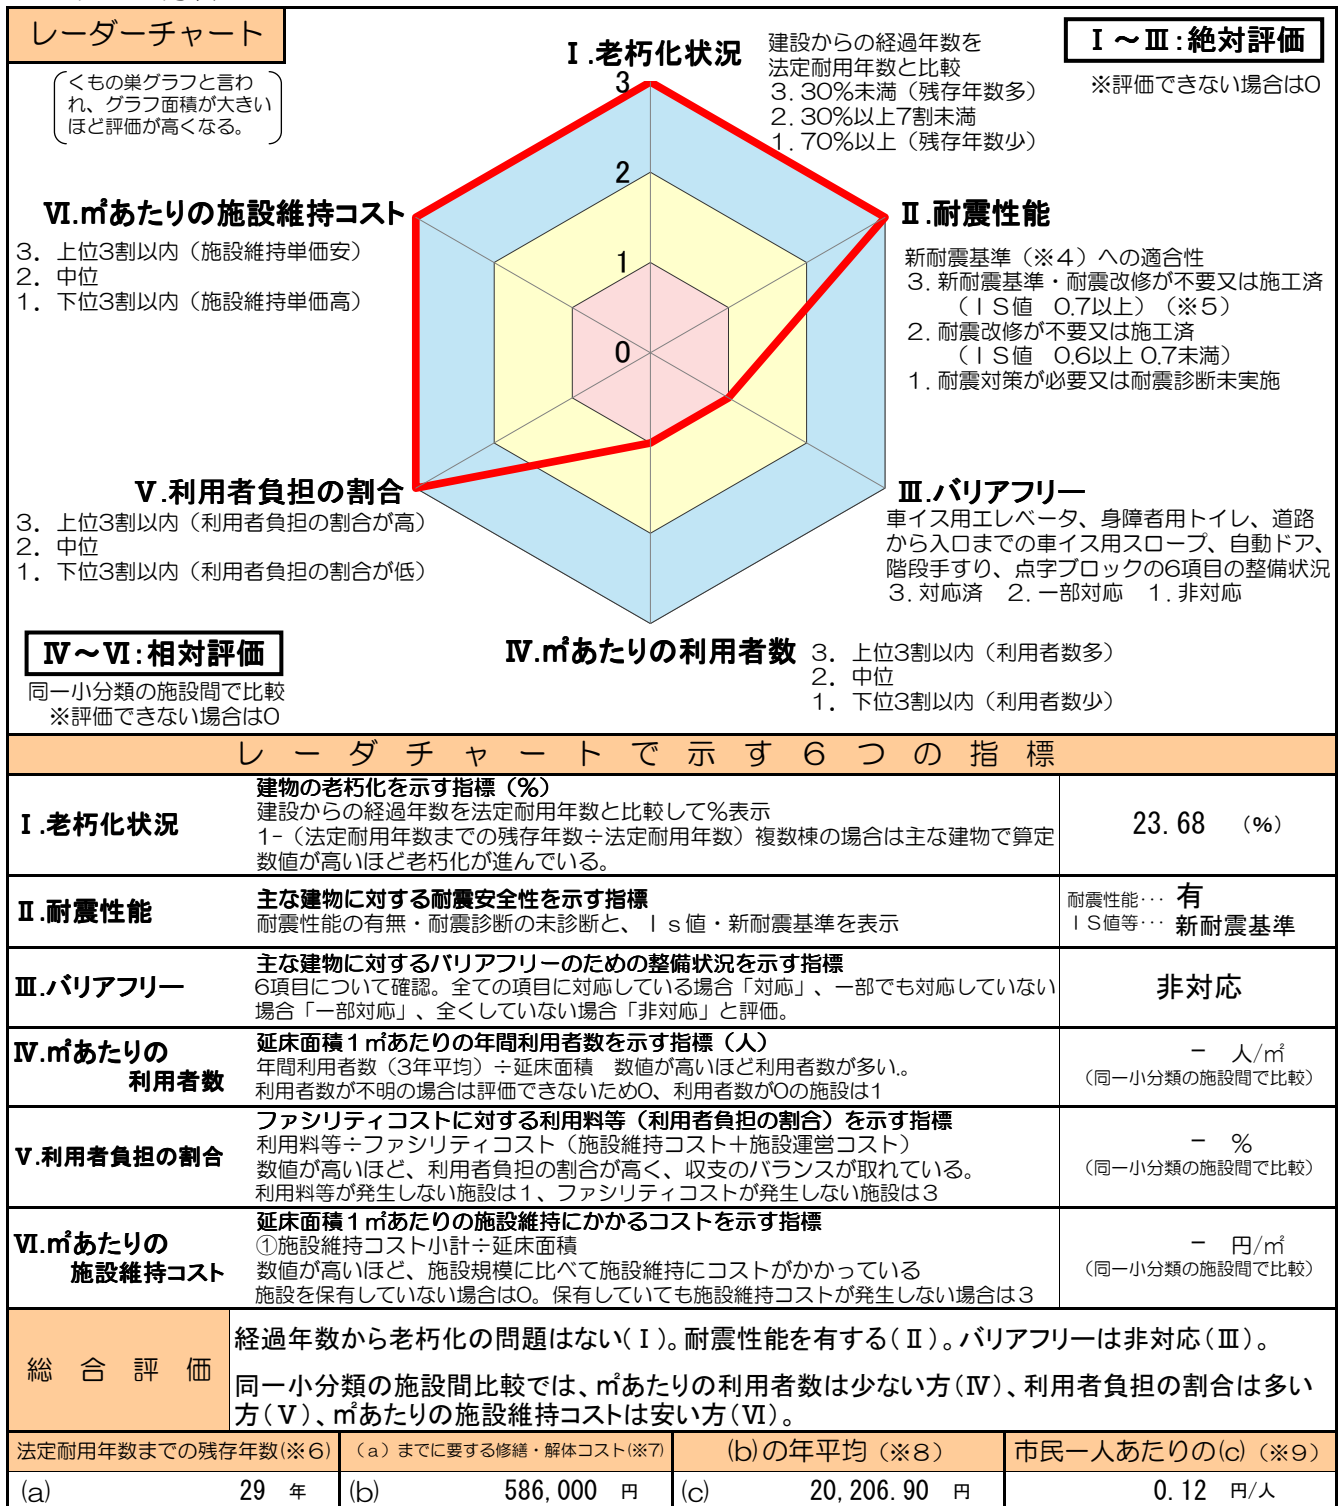 レーダーチャート
くもの巣グラフと言わ
れ、グラフ面積が大きい
ほど評価が高くなる。
Ⅰ.老朽化状況
建設からの経過年数を
法定耐用年数と比較
3. 30％未満（残存年数多）
2. 30％以上7割未満
1. 70％以上（残存年数少）
Ⅰ～Ⅲ:絶対評価
※評価できない場合は0
3
2
1
0
Ⅵ.㎡あたりの施設維持コスト
3. 上位3割以内（施設維持単価安）
2. 中位
1. 下位3割以内（施設維持単価高）
Ⅱ.耐震性能
新耐震基準（※4）への適合性
3. 新耐震基準・耐震改修が不要又は施工済
（ＩＳ値　0.7以上）（※5）
2. 耐震改修が不要又は施工済
（ＩＳ値　0.6以上 0.7未満）
1. 耐震対策が必要又は耐震診断未実施
Ⅴ.利用者負担の割合
3. 上位3割以内（利用者負担の割合が高）
2. 中位
1. 下位3割以内（利用者負担の割合が低）
Ⅲ.バリアフリー
車イス用エレベータ、身障者用トイレ、道路
から入口までの車イス用スロープ、自動ドア、
階段手すり、点字ブロックの6項目の整備状況
3. 対応済　2. 一部対応　1. 非対応
Ⅳ～Ⅵ:相対評価
同一小分類の施設間で比較
※評価できない場合は0
Ⅳ.㎡あたりの利用者数
3. 上位3割以内（利用者数多）
2. 中位
1. 下位3割以内（利用者数少）
レーダチャートで示す6つの指標
Ⅰ.老朽化状況
建物の老朽化を示す指標（％）
建設からの経過年数を法定耐用年数と比較して％表示
1-（法定耐用年数までの残存年数÷法定耐用年数）複数棟の場合は主な建物で算定
数値が高いほど老朽化が進んでいる。
23.68 （%）
Ⅱ.耐震性能
主な建物に対する耐震安全性を示す指標
耐震性能の有無・耐震診断の未診断と、Ｉｓ値・新耐震基準を表示
耐震性能… 有
ＩＳ値等… 新耐震基準
Ⅲ.バリアフリー
主な建物に対するバリアフリーのための整備状況を示す指標
6項目について確認。全ての項目に対応している場合「対応」、一部でも対応していない
場合「一部対応」、全くしていない場合「非対応」と評価。
非対応
Ⅳ.㎡あたりの
利用者数
延床面積１㎡あたりの年間利用者数を示す指標（人）
年間利用者数（3年平均）÷延床面積　数値が高いほど利用者数が多い。
利用者数が不明の場合は評価できないため0、利用者数が0の施設は1
− 人/㎡
（同一小分類の施設間で比較）
Ⅴ.利用者負担の割合
ファシリティコストに対する利用料等（利用者負担の割合）を示す指標
利用料等÷ファシリティコスト（施設維持コスト＋施設運営コスト）
数値が高いほど、利用者負担の割合が高く、収支のバランスが取れている。
利用料等が発生しない施設は１、ファシリティコストが発生しない施設は３
− %
（同一小分類の施設間で比較）
Ⅵ.㎡あたりの
施設維持コスト
延床面積１㎡あたりの施設維持にかかるコストを示す指標
①施設維持コスト小計÷延床面積
数値が高いほど、施設規模に比べて施設維持にコストがかかっている
施設を保有していない場合は0。保有していても施設維持コストが発生しない場合は３
− 円/㎡
（同一小分類の施設間で比較）
総合評価
経過年数から老朽化の問題はない(Ⅰ)。耐震性能を有する(Ⅱ)。バリアフリーは非対応(Ⅲ)。
同一小分類の施設間比較では、㎡あたりの利用者数は少ない方(Ⅳ)、利用者負担の割合は多い
方(Ⅴ)、㎡あたりの施設維持コストは安い方(Ⅵ)。
法定耐用年数までの残存年数(※6)
（a）までに要する修繕・解体コスト(※7)
(b)の年平均（※8）
市民一人あたりの(c)（※9）
(a) 29 年
(b) 586,000 円
(c) 20,206.90 円
0.12 円/人